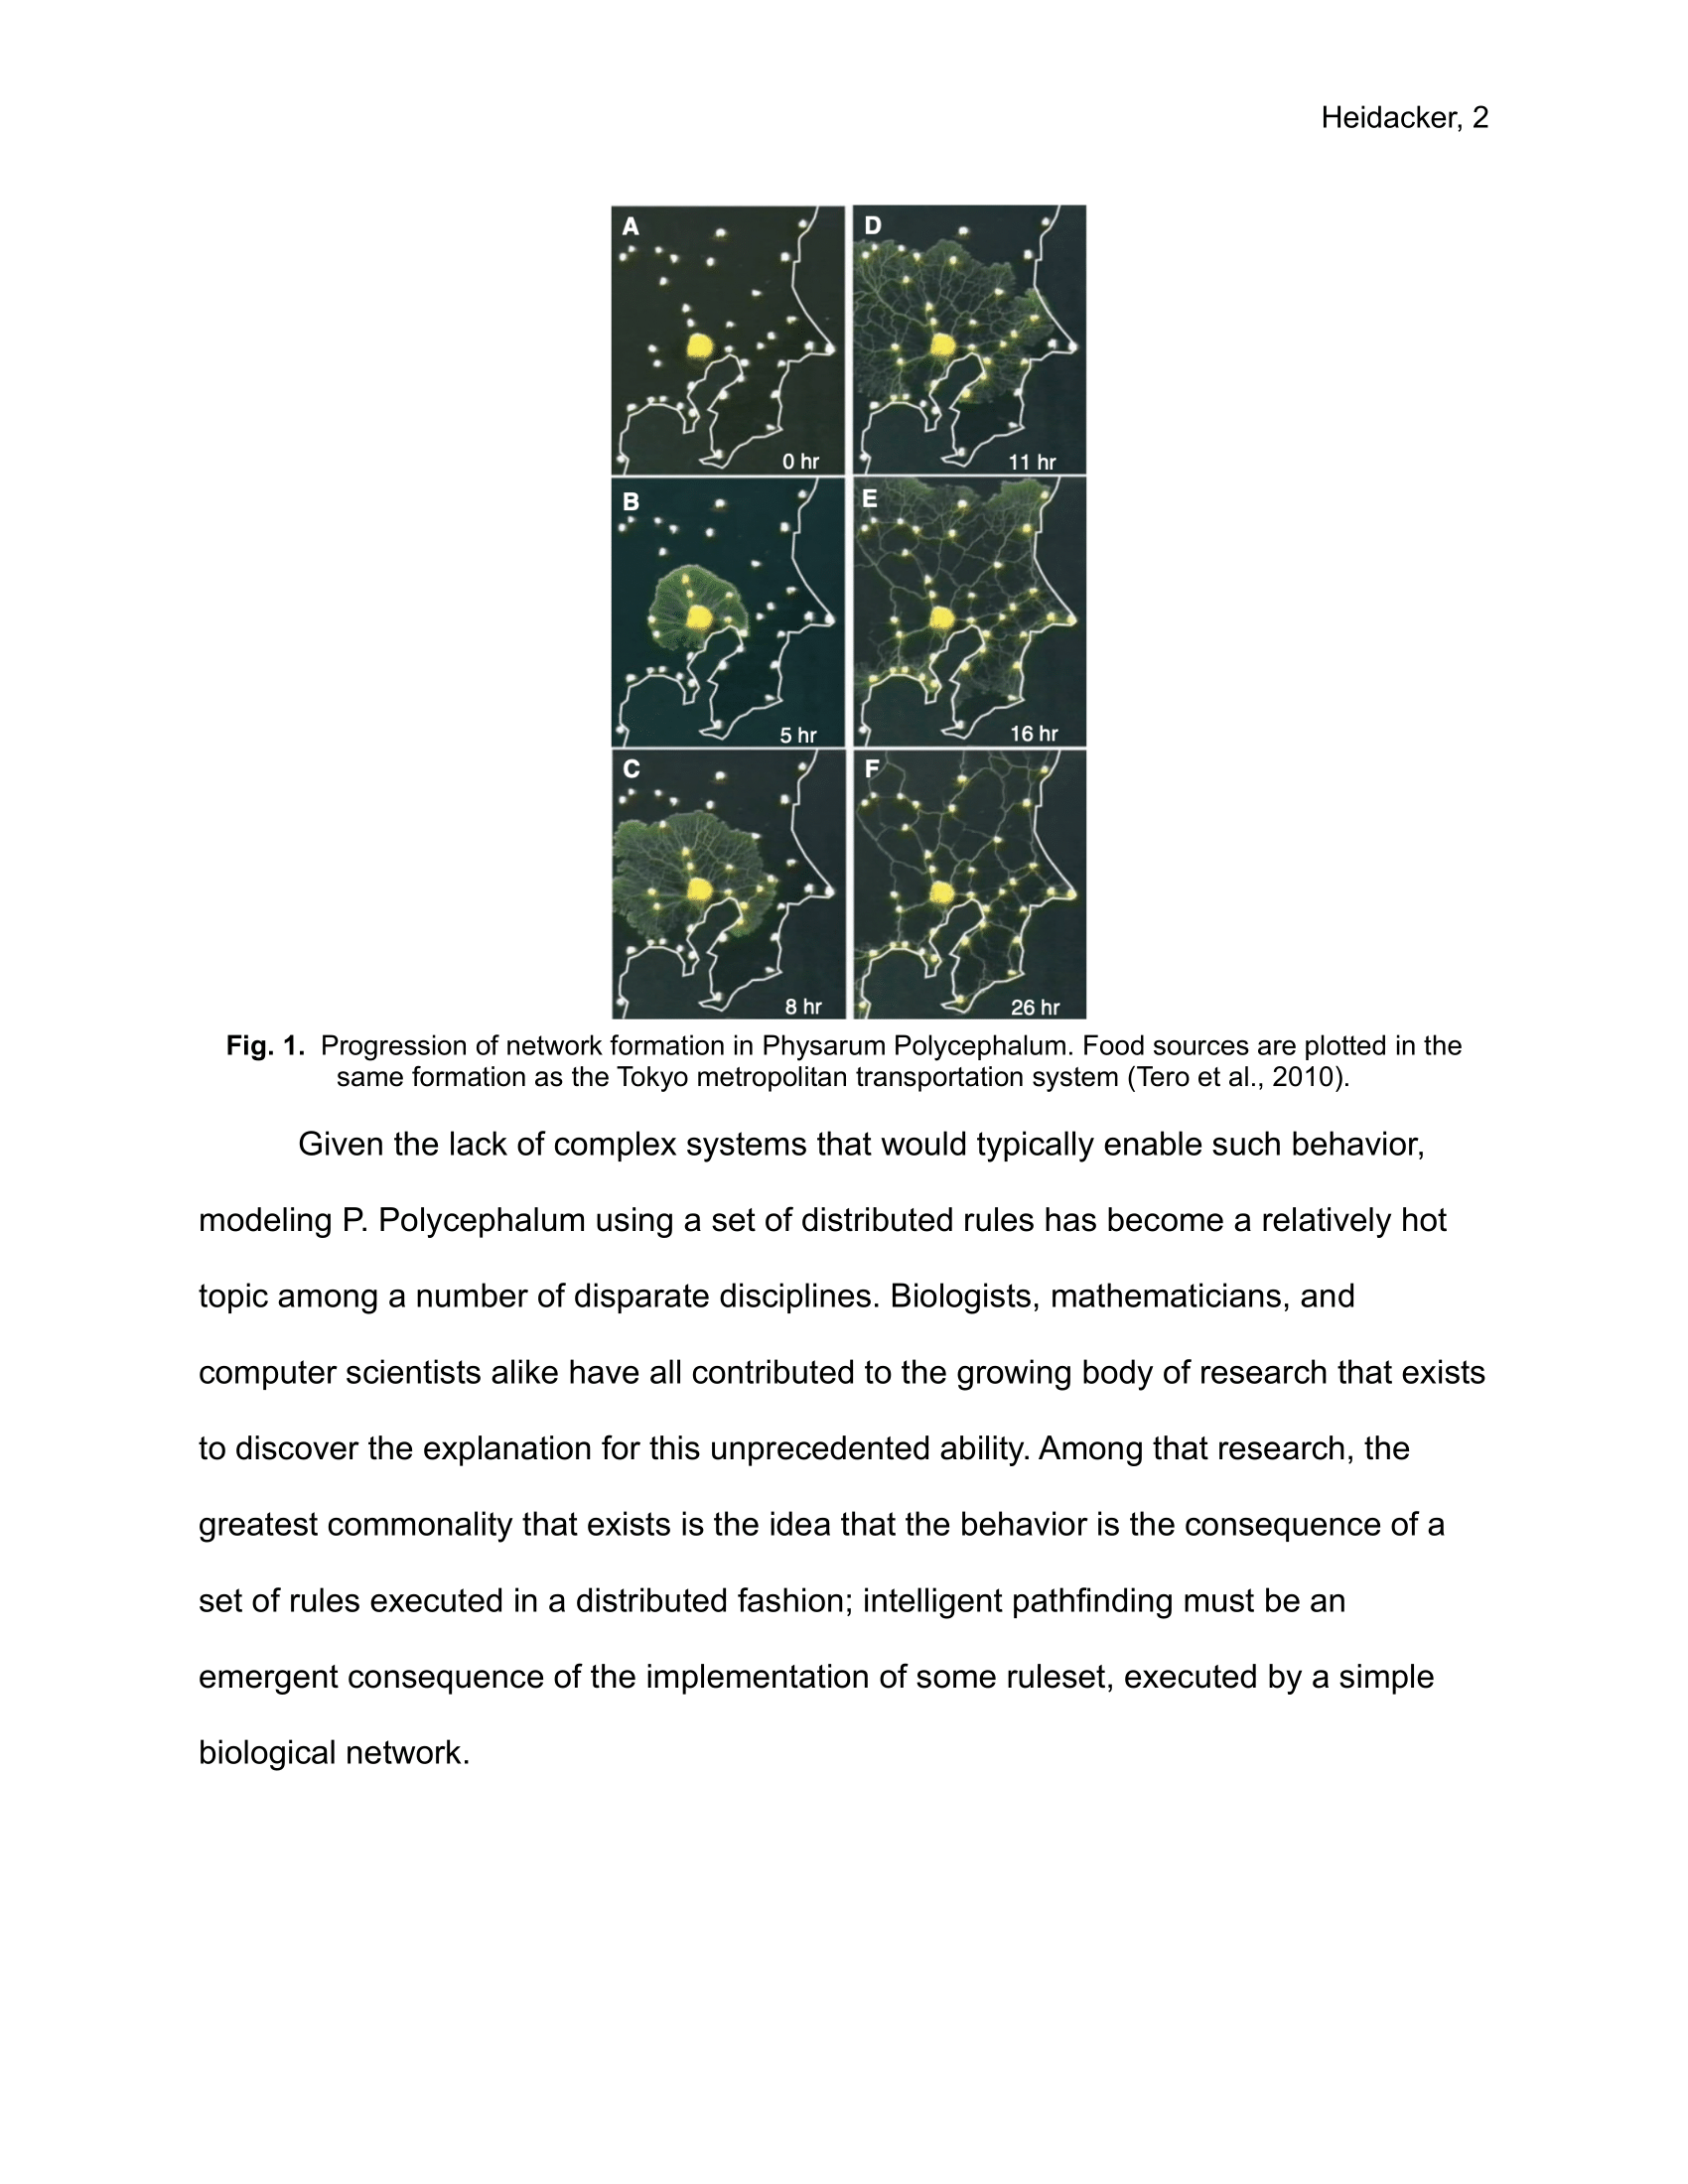 Heidacker, 2
A
D
0 hr
11 hr
B
E
5 hr
16 hr
C
F
8 hr
26 hr
Fig. 1. Progression of network formation in Physarum Polycephalum. Food sources are plotted in the
same formation as the Tokyo metropolitan transportation system (Tero et al., 2010).
Given the lack of complex systems that would typically enable such behavior,
modeling P. Polycephalum using a set of distributed rules has become a relatively hot
topic among a number of disparate disciplines. Biologists, mathematicians, and
computer scientists alike have all contributed to the growing body of research that exists
to discover the explanation for this unprecedented ability. Among that research, the
greatest commonality that exists is the idea that the behavior is the consequence of a
set of rules executed in a distributed fashion; intelligent pathfinding must be an
emergent consequence of the implementation of some ruleset, executed by a simple
biological network.